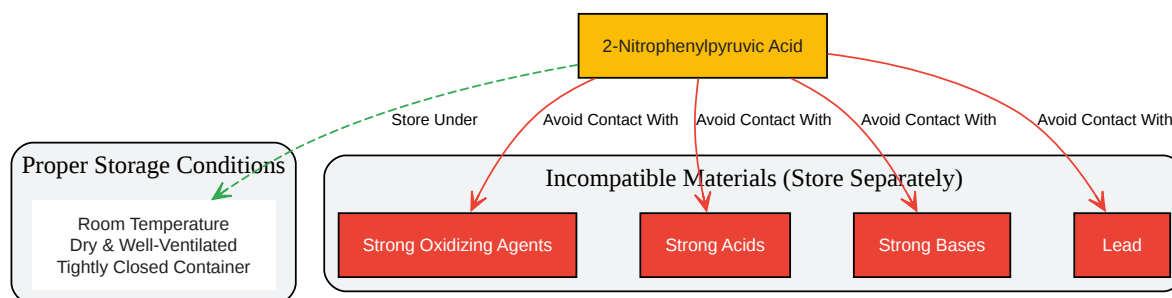 2-Nitrophenylpyruvic Acid
Store Under
Avoid Contact With
Avoid Contact With
Avoid Contact With
Avoid Contact With
Proper Storage Conditions
Room Temperature
Dry & Well-Ventilated
Tightly Closed Container
Incompatible Materials (Store Separately)
Strong Oxidizing Agents
Strong Acids
Strong Bases
Lead